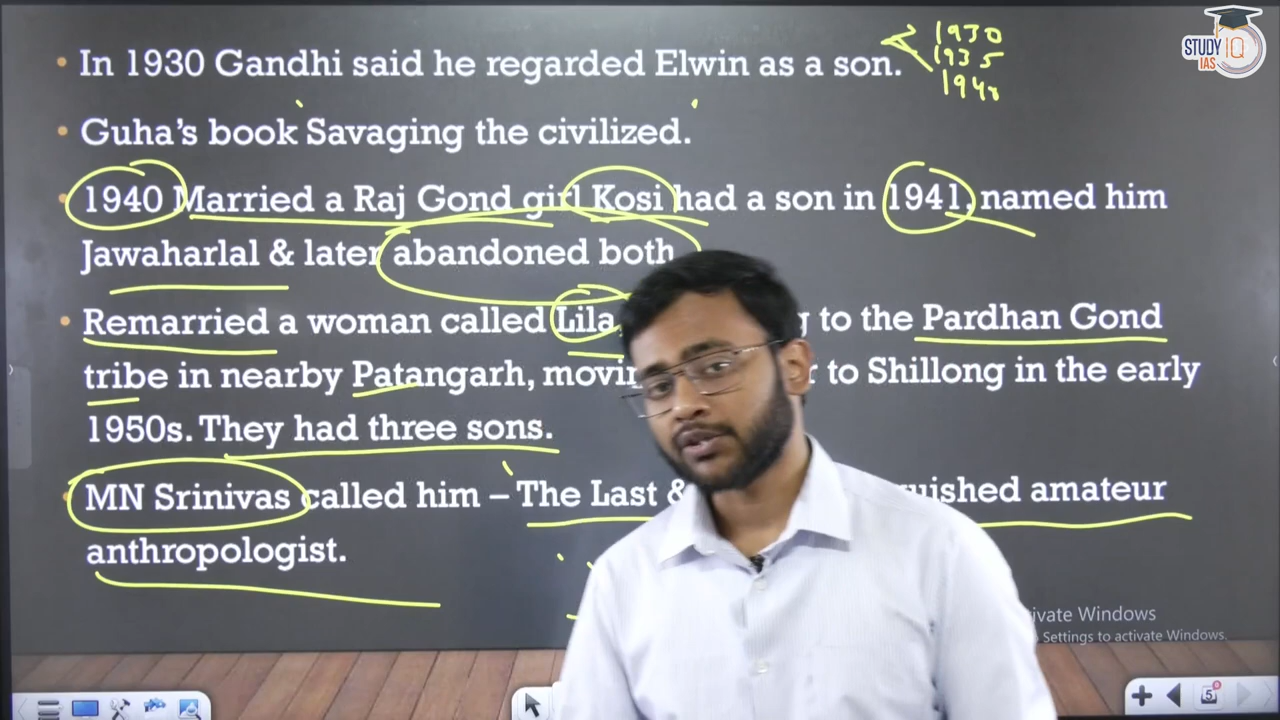 • In 1930 Gandhi said he regarded Elwin as a son.
1930
1935
STUDY IQ
IAS
• Guha's book Savaging the civilized.
• 1940 Married a Raj Gond girl Kosi had a son in 1941, named him
Jawaharlal & later abandoned both
• Remarried a woman called Lila to the Pardhan Gond
tribe in nearby Patangarh, to Shillong in the early
1950s. They had three sons.
• MN Srinivas called him – The Last & amateur
anthropologist.
Windows
Settings to activate Windows.
5